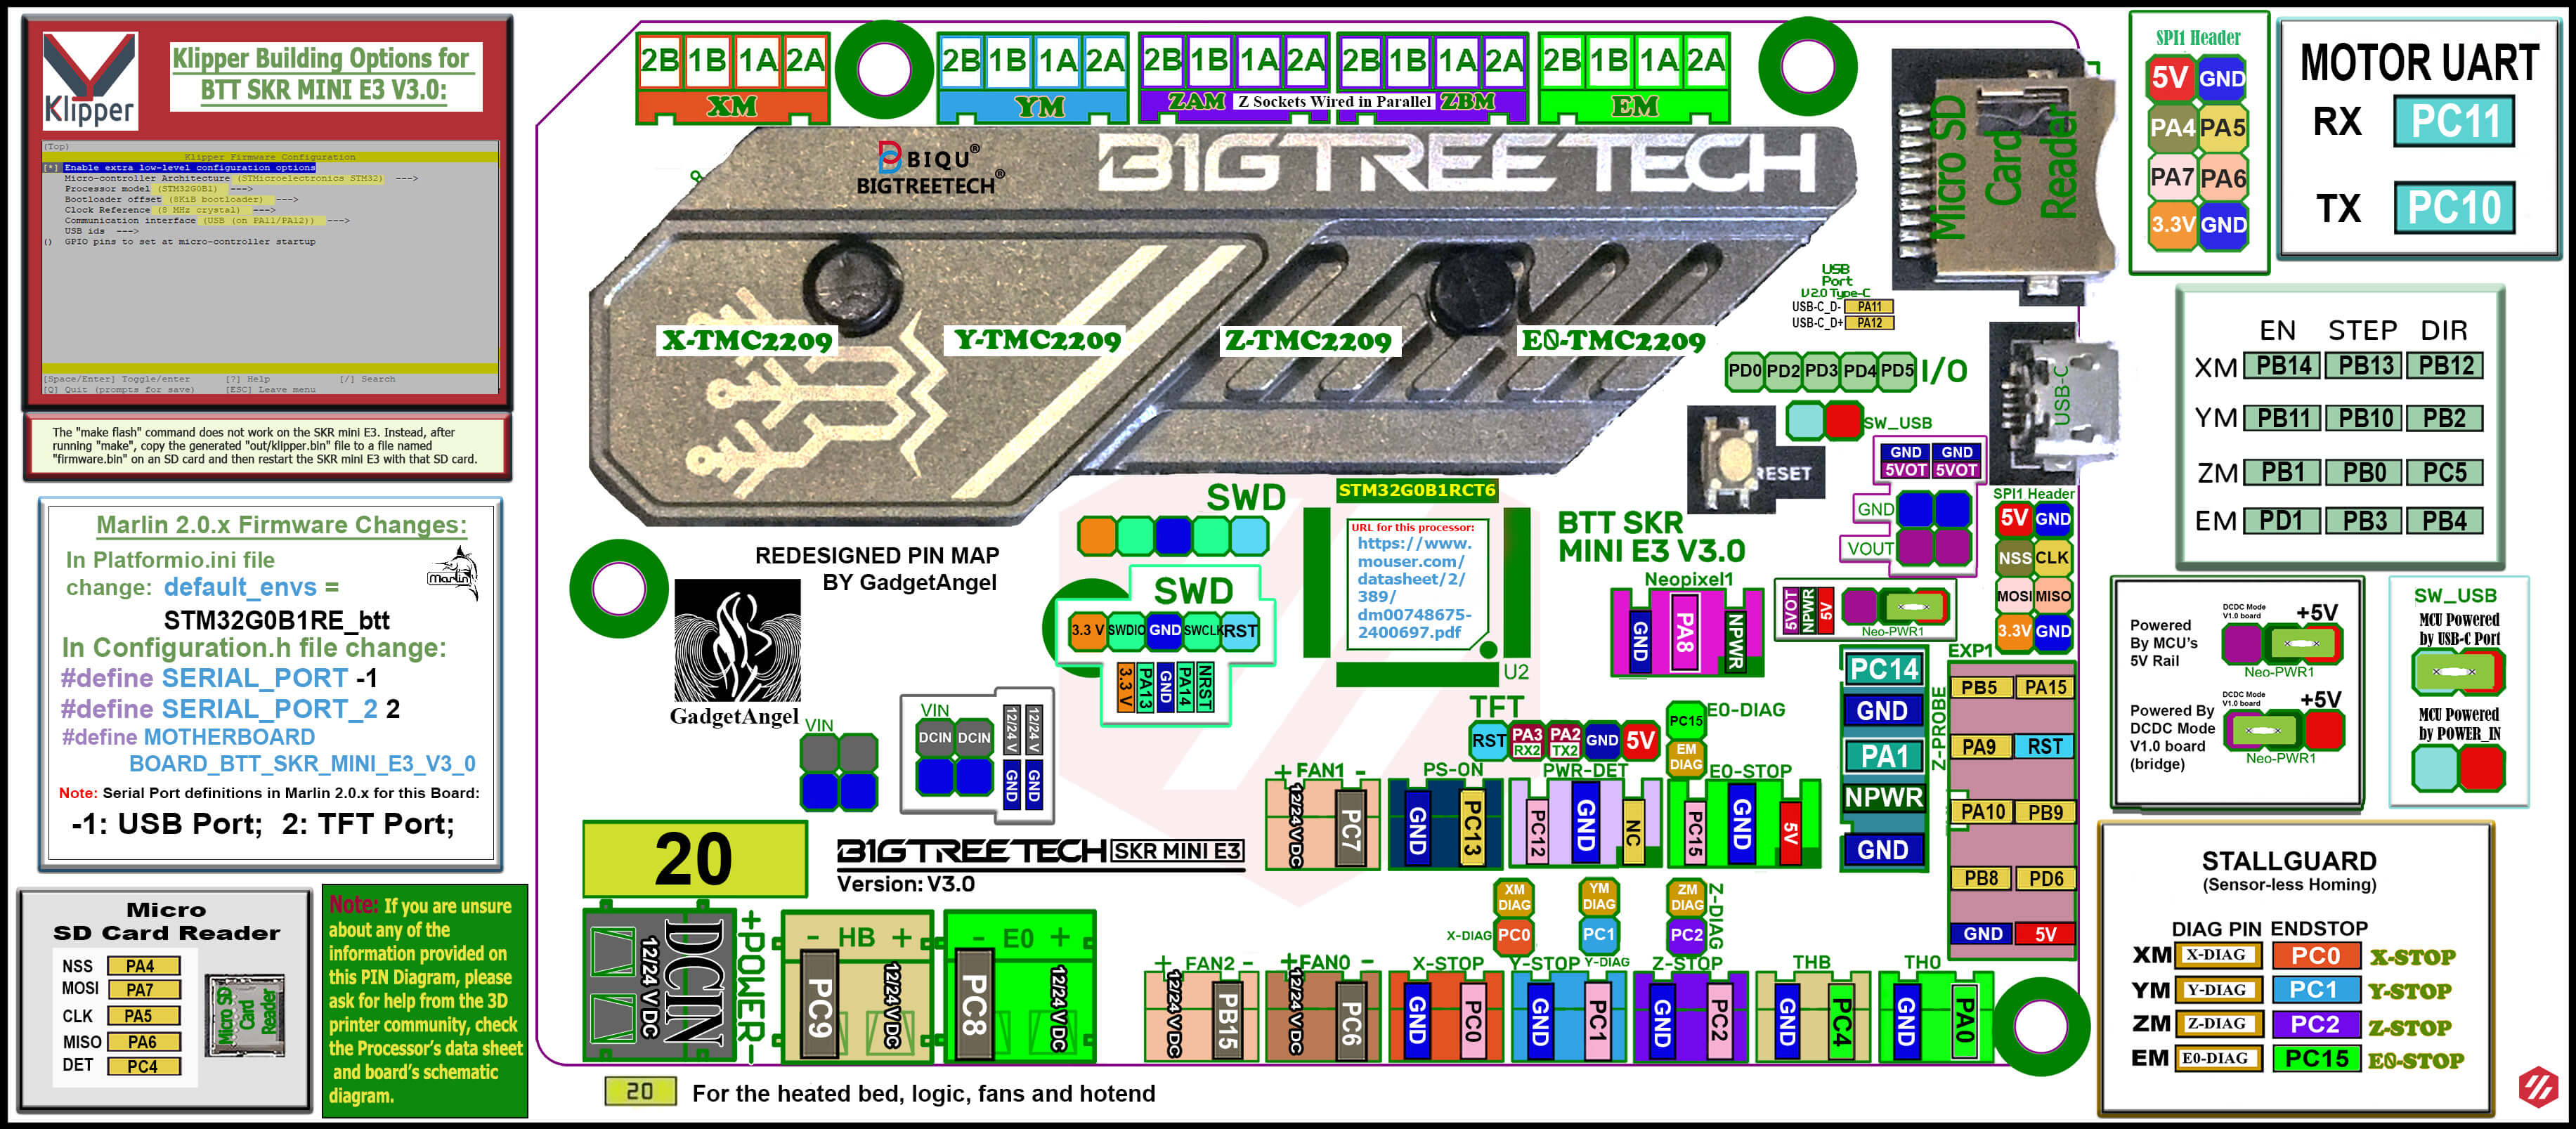 Klipper
Klipper Building Options for
BTT SKR MINI E3 V3.0:
(Top)
Klipper Firmware Configuration
[*] Enable extra low-level configuration options
Micro-controller Architecture (STMicroelectronics STM32) --->
Processor model (STM32G0B1) --->
Bootloader offset (8KiB bootloader) --->
Clock Reference (8 MHz crystal) --->
Communication interface (USB (on PA11/PA12)) --->
USB ids --->
() GPIO pins to set at micro-controller startup
[Space/Enter] Toggle/enter [?] Help [/] Search
[Q] Quit (prompts for save) [ESC] Leave menu
The "make flash" command does not work on the SKR mini E3. Instead, after
running "make", copy the generated "out/klipper.bin" file to a file named
"firmware.bin" on an SD card and then restart the SKR mini E3 with that SD card.
Marlin 2.0.x Firmware Changes:
In Platformio.ini file
change: default_envs =
STM32G0B1RE_btt
Marlin
In Configuration.h file change:
#define SERIAL_PORT -1
#define SERIAL_PORT_2 2
#define MOTHERBOARD
BOARD_BTT_SKR_MINI_E3_V3_0
Note: Serial Port definitions in Marlin 2.0.x for this Board:
-1: USB Port; 2: TFT Port;
Micro
SD Card Reader
NSS PA4
MOSI PA7
CLK PA5
MISO PA6
DET PC4
Micro SD
Card
Reader
Note: If you are unsure
about any of the
information provided on
this PIN Diagram, please
ask for help from the 3D
printer community, check
the Processor's data sheet
and board's schematic
diagram.
2B 1B 1A 2A
XM
2B 1B 1A 2A
YM
2B 1B 1A 2A
2B 1B 1A 2A
ZAM Z Sockets Wired in Parallel ZBM
2B 1B 1A 2A
EM
BIQU®
BIGTREETECH®
BIGTREETECH
X-TMC2209
Y-TMC2209
Z-TMC2209
E0-TMC2209
Micro SD
Card
Reader
USB
Port
V2.0 Type-C
USB-C_D- PA11
USB-C_D+ PA12
PD0 PD2 PD3 PD4 PD5 I/O
SW_USB
RESET
USB-C
GND GND
5VOT 5VOT
GND
VOUT
SPI1 Header
5V GND
NSS CLK
MOSI MISO
3.3V GND
REDESIGNED PIN MAP
BY GadgetAngel
GadgetAngel
SWD
SWD
3.3 V SWDIO GND SWCLK RST
3.3 V PA13 GND PA14 NRST
STM32G0B1RCT6
URL for this processor:
https://www.
mouser.com/
datasheet/2/
389/
dm00748675-
2400697.pdf
U2
BTT SKR
MINI E3 V3.0
Neopixel1
GND PA8 NPWR
5VOT NPWR 5V
Neo-PWR1
PC14
GND
PA1
NPWR
GND
Z-PROBE
EXP1
PB5 PA15
PA9 RST
PA10 PB9
PB8 PD6
GND 5V
VIN
VIN
DCIN DCIN
12/24 V 12/24 V
GND GND
TFT
RST PA3 PA2 GND 5V
RX2 TX2
PC15 E0-DIAG
EM
DIAG
+ FAN1 -
12/24 VDC PC7
PS-ON
GND PC13
PWR-DET
PC12 GND NC
E0-STOP
PC15 GND 5V
20
BIGTREETECH SKR MINI E3
Version: V3.0
XM
DIAG
X-DIAG PC0
YM
DIAG
PC1
Y-DIAG
ZM
DIAG
PC2
Z-DIAG
12/24 V DC
DCIN
+POWER-
- HB +
PC9 12/24 VDC
- E0 +
PC8 12/24 VDC
+ FAN2 -
12/24 VDC PB15
+FAN0 -
12/24 VDC PC6
X-STOP
GND PC0
Y-STOP
GND PC1
Z-STOP
GND PC2
THB
GND PC4
TH0
GND PA0
20 For the heated bed, logic, fans and hotend
SPI1 Header
5V GND
PA4 PA5
PA7 PA6
3.3V GND
MOTOR UART
RX PC11
TX PC10
EN STEP DIR
XM PB14 PB13 PB12
YM PB11 PB10 PB2
ZM PB1 PB0 PC5
EM PD1 PB3 PB4
Powered
By MCU's
5V Rail
DCDC Mode
V1.0 board
+5V
Neo-PWR1
Powered By
DCDC Mode
V1.0 board
(bridge)
DCDC Mode
V1.0 board
+5V
Neo-PWR1
SW_USB
MCU Powered
by USB-C Port
MCU Powered
by POWER_IN
STALLGUARD
(Sensor-less Homing)
DIAG PIN ENDSTOP
XM X-DIAG PC0 X-STOP
YM Y-DIAG PC1 Y-STOP
ZM Z-DIAG PC2 Z-STOP
EM E0-DIAG PC15 E0-STOP